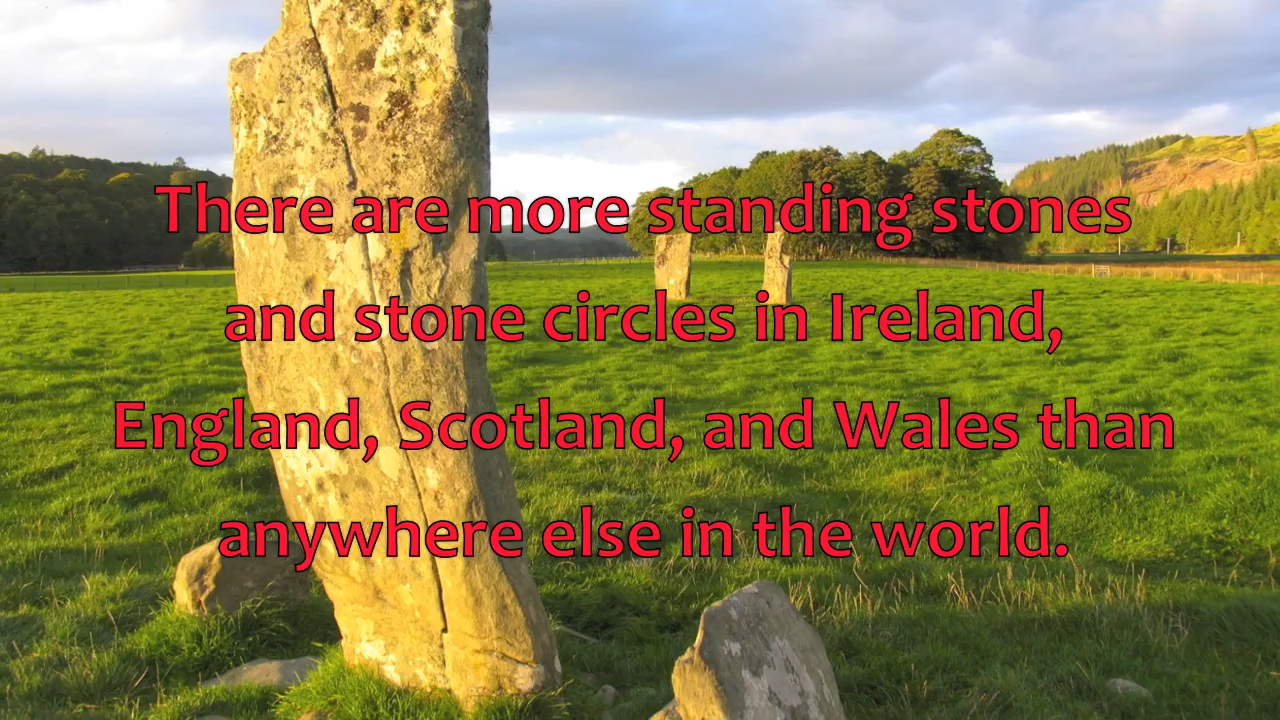 There are more standing stones
and stone circles in Ireland,
England, Scotland, and Wales than
anywhere else in the world.